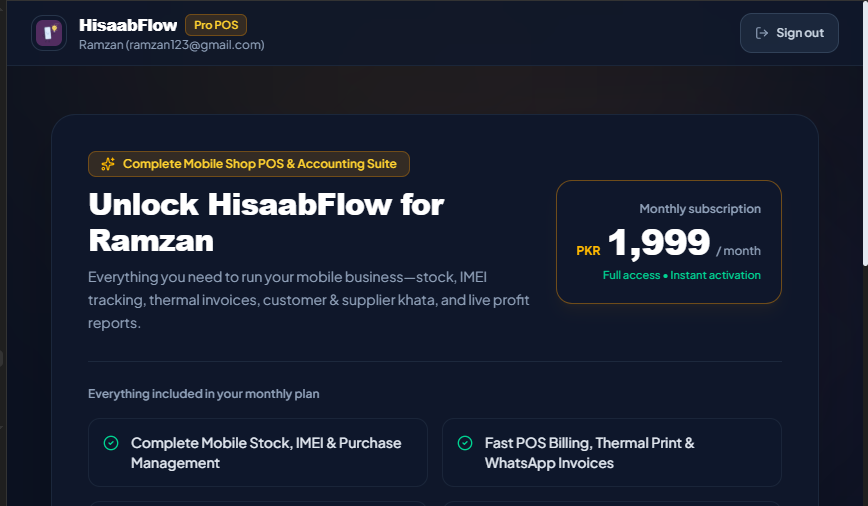 HisaabFlow Pro POS
Ramzan (ramzan123@gmail.com)
Sign out
Complete Mobile Shop POS & Accounting Suite
Unlock HisaabFlow for
Ramzan
Everything you need to run your mobile business—stock, IMEI
tracking, thermal invoices, customer & supplier khata, and live profit
reports.
Monthly subscription
PKR 1,999 / month
Full access • Instant activation
Everything included in your monthly plan
Complete Mobile Stock, IMEI & Purchase
Management
Fast POS Billing, Thermal Print &
WhatsApp Invoices